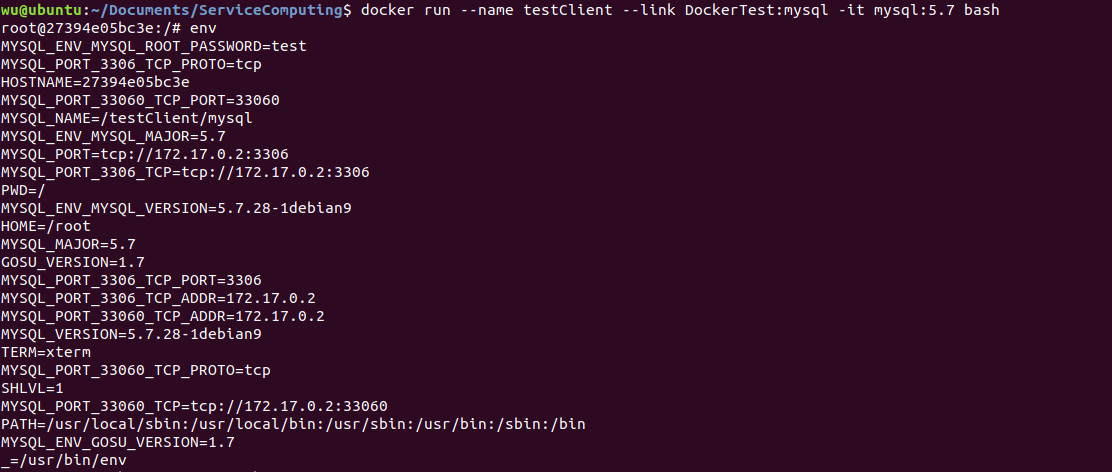 wu@ubuntu:~/Documents/ServiceComputing$ docker run --name testClient --link DockerTest:mysql -it mysql:5.7 bash
root@27394e05bc3e:/# env
MYSQL_ENV_MYSQL_ROOT_PASSWORD=test
MYSQL_PORT_3306_TCP_PROTO=tcp
HOSTNAME=27394e05bc3e
MYSQL_PORT_33060_TCP_PORT=33060
MYSQL_NAME=/testClient/mysql
MYSQL_ENV_MYSQL_MAJOR=5.7
MYSQL_PORT=tcp://172.17.0.2:3306
MYSQL_PORT_3306_TCP=tcp://172.17.0.2:3306
PWD=/
MYSQL_ENV_MYSQL_VERSION=5.7.28-1debian9
HOME=/root
MYSQL_MAJOR=5.7
GOSU_VERSION=1.7
MYSQL_PORT_3306_TCP_PORT=3306
MYSQL_PORT_3306_TCP_ADDR=172.17.0.2
MYSQL_PORT_33060_TCP_ADDR=172.17.0.2
MYSQL_VERSION=5.7.28-1debian9
TERM=xterm
MYSQL_PORT_33060_TCP_PROTO=tcp
SHLVL=1
MYSQL_PORT_33060_TCP=tcp://172.17.0.2:33060
PATH=/usr/local/sbin:/usr/local/bin:/usr/sbin:/usr/bin:/sbin:/bin
MYSQL_ENV_GOSU_VERSION=1.7
_=/usr/bin/env